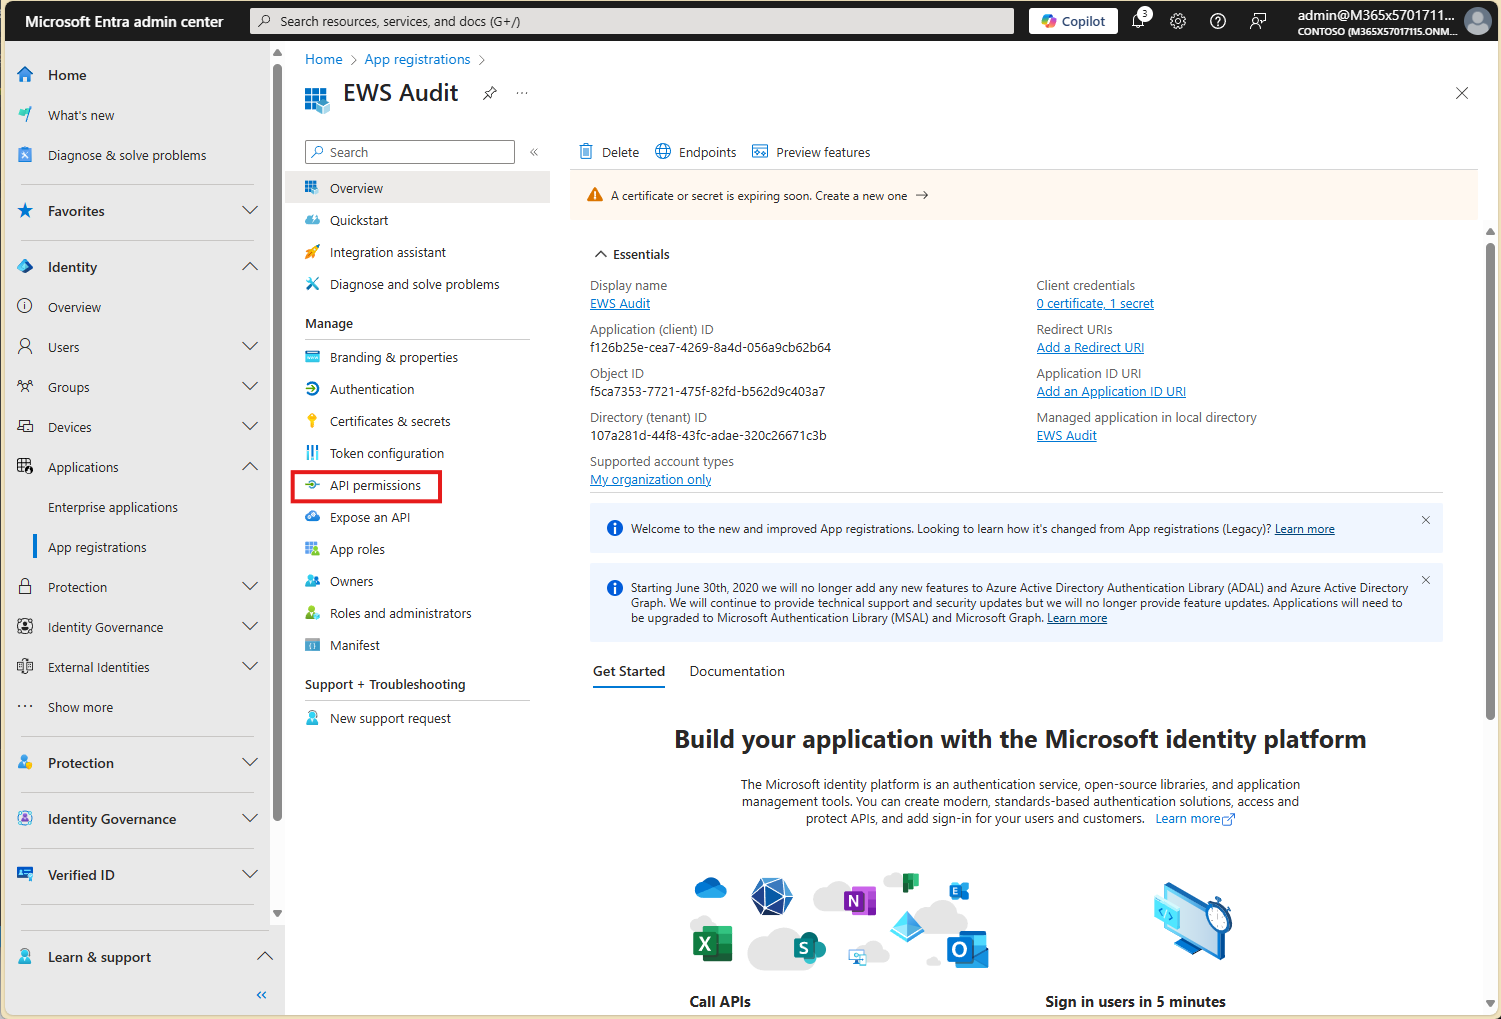 Microsoft Entra admin center
Search resources, services, and docs (G+/)
Copilot
3
admin@M365x5701711...
CONTOSO (M365X57017115.ONM...
Home
What's new
Diagnose & solve problems
Favorites
Identity
Overview
Users
Groups
Devices
Applications
Enterprise applications
App registrations
Protection
Identity Governance
External Identities
Show more
Protection
Identity Governance
Verified ID
Learn & support
Home > App registrations >
EWS Audit
Search
Overview
Quickstart
Integration assistant
Diagnose and solve problems
Manage
Branding & properties
Authentication
Certificates & secrets
Token configuration
API permissions
Expose an API
App roles
Owners
Roles and administrators
Manifest
Support + Troubleshooting
New support request
Delete
Endpoints
Preview features
A certificate or secret is expiring soon. Create a new one →
Essentials
Display name
EWS Audit
Application (client) ID
f126b25e-cea7-4269-8a4d-056a9cb62b64
Object ID
f5ca7353-7721-475f-82fd-b562d9c403a7
Directory (tenant) ID
107a281d-44f8-43fc-adae-320c26671c3b
Supported account types
My organization only
Client credentials
0 certificate, 1 secret
Redirect URIs
Add a Redirect URI
Application ID URI
Add an Application ID URI
Managed application in local directory
EWS Audit
Welcome to the new and improved App registrations. Looking to learn how it's changed from App registrations (Legacy)? Learn more
Starting June 30th, 2020 we will no longer add any new features to Azure Active Directory Authentication Library (ADAL) and Azure Active Directory
Graph. We will continue to provide technical support and security updates but we will no longer provide feature updates. Applications will need to
be upgraded to Microsoft Authentication Library (MSAL) and Microsoft Graph. Learn more
Get Started
Documentation
Build your application with the Microsoft identity platform
The Microsoft identity platform is an authentication service, open-source libraries, and application
management tools. You can create modern, standards-based authentication solutions, access and
protect APIs, and add sign-in for your users and customers. Learn more
N
E
X
S
O
Call APIs
Sign in users in 5 minutes